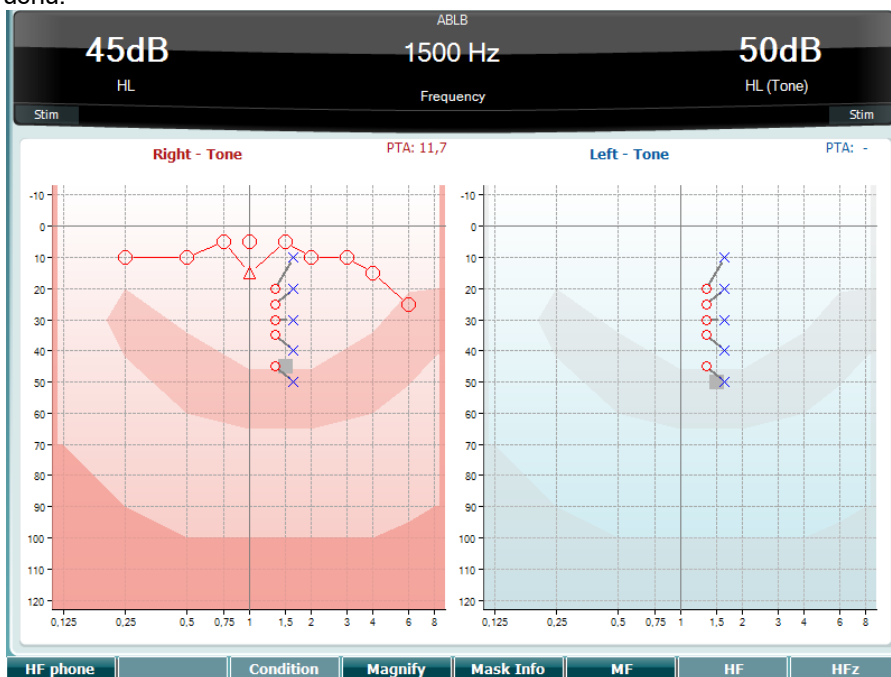 ABLB
45dB 1500 Hz 50dB
HL Frequency HL (Tone)
Stim Stim
Right - Tone PTA: 11,7 Left - Tone PTA: -
-10 -10
0 0
10 10
20 20
30 30
40 40
50 50
60 60
70 70
80 80
90 90
100 100
110 110
120 120
0,125 0,25 0,5 0,75 1 1,5 2 3 4 6 8 0,125 0,25 0,5 0,75 1 1,5 2 3 4 6 8
HF phone Condition Magnify Mask Info MF HF HFz